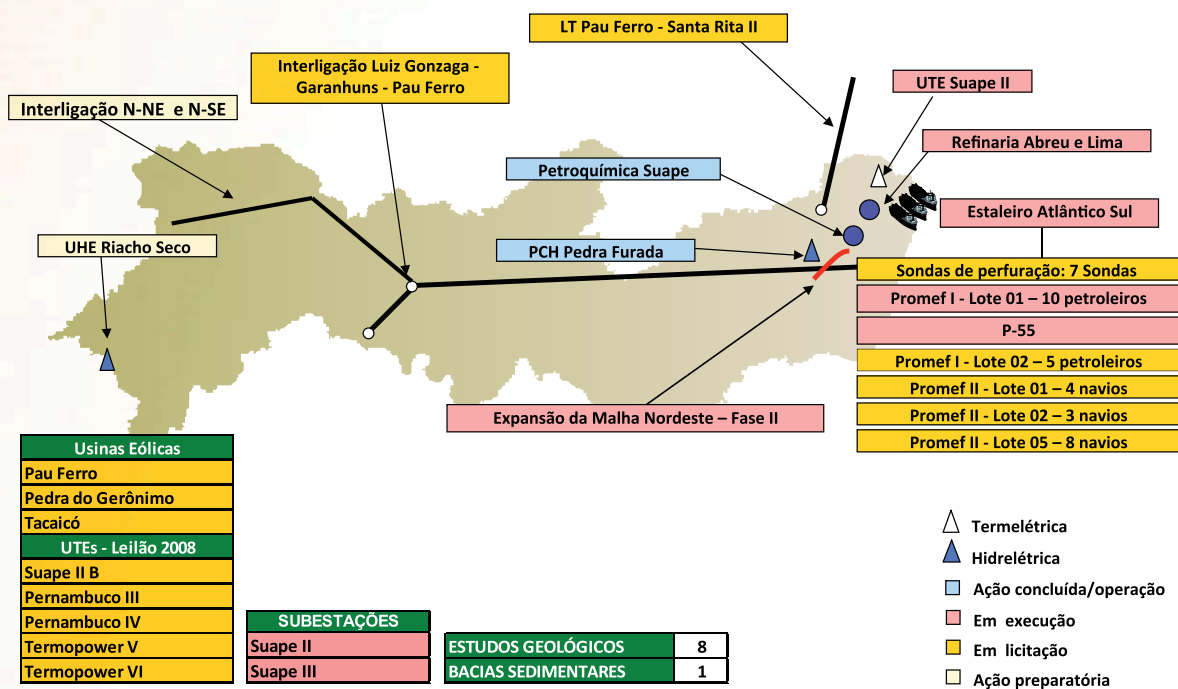 LT Pau Ferro - Santa Rita II
Interligação Luiz Gonzaga -
Garanhuns - Pau Ferro
UTE Suape II
Interligação N-NE e N-SE
Refinaria Abreu e Lima
Petroquímica Suape
Estaleiro Atlântico Sul
UHE Riacho Seco
PCH Pedra Furada
Sondas de perfuração: 7 Sondas
Promef I - Lote 01 – 10 petroleiros
P-55
Promef I - Lote 02 – 5 petroleiros
Promef II - Lote 01 – 4 navios
Promef II - Lote 02 – 3 navios
Promef II - Lote 05 – 8 navios
Expansão da Malha Nordeste – Fase II
Usinas Eólicas
Pau Ferro
Pedra do Gerônimo
Tacaicó
UTEs - Leilão 2008
Suape II B
Pernambuco III
Pernambuco IV
Termopower V
Termopower VI
SUBESTAÇÕES
Suape II
Suape III
ESTUDOS GEOLÓGICOS 8
BACIAS SEDIMENTARES 1
Termelétrica
Hidrelétrica
Ação concluída/operação
Em execução
Em licitação
Ação preparatória